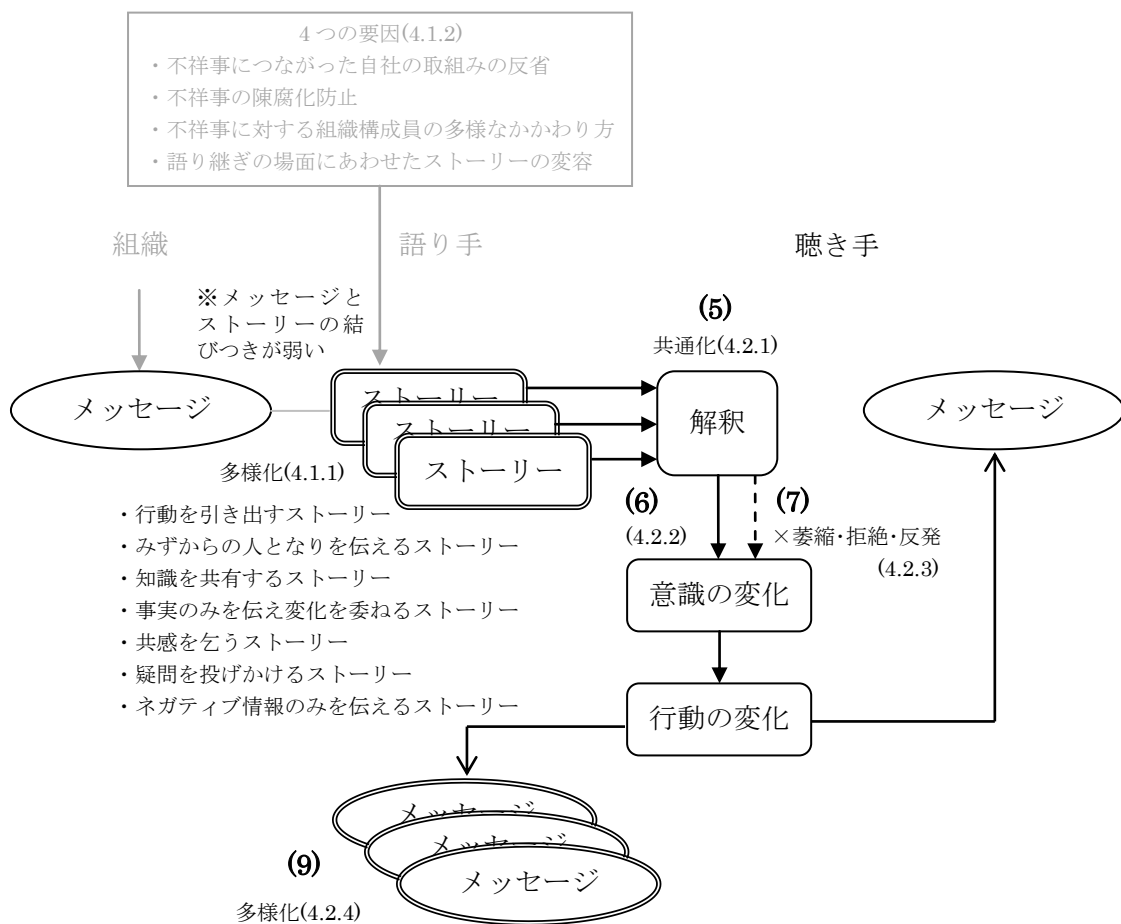 4つの要因(4.1.2)
・不祥事につながった自社の取組みの反省
・不祥事の陳腐化防止
・不祥事に対する組織構成員の多様なかかわり方
・語り継ぎの場面にあわせたストーリーの変容
組織
語り手
聴き手
※メッセージと
ストーリーの結
びつきが弱い
(5)
共通化(4.2.1)
メッセージ
ストーリー
ストーリー
ストーリー
解釈
メッセージ
多様化(4.1.1)
・行動を引き出すストーリー
・みずからの人となりを伝えるストーリー
・知識を共有するストーリー
・事実のみを伝え変化を委ねるストーリー
・共感を乞うストーリー
・疑問を投げかけるストーリー
・ネガティブ情報のみを伝えるストーリー
(6)
(4.2.2)
(7)
×萎縮・拒絶・反発
(4.2.3)
意識の変化
行動の変化
メッセージ
メッセージ
メッセージ
(9)
多様化(4.2.4)